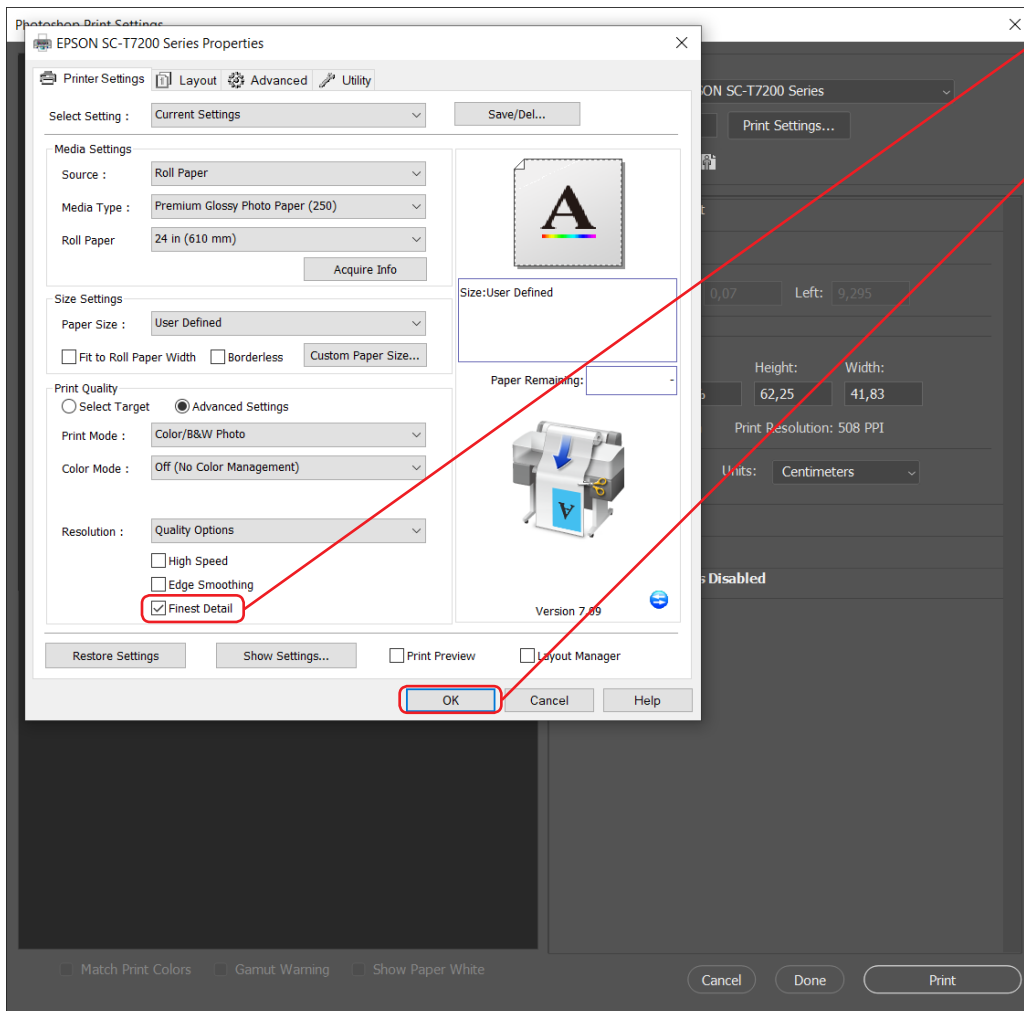 Photoshop Print Settings
EPSON SC-T7200 Series Properties
Printer Settings Layout Advanced Utility
Select Setting : Current Settings Save/Del...
Media Settings
Source : Roll Paper
Media Type : Premium Glossy Photo Paper (250)
Roll Paper 24 in (610 mm)
Acquire Info
Size Settings
Paper Size : User Defined
Fit to Roll Paper Width Borderless Custom Paper Size...
Print Quality
Select Target Advanced Settings
Print Mode : Color/B&W Photo
Color Mode : Off (No Color Management)
Resolution : Quality Options
High Speed
Edge Smoothing
Finest Detail
A
Size:User Defined
Paper Remaining: -
A
Version 7.09
Restore Settings Show Settings... Print Preview Layout Manager
OK Cancel Help
SON SC-T7200 Series
Print Settings...
0,07 Left: 9,295
Height: Width:
62,25 41,83
Print Resolution: 508 PPI
Units: Centimeters
s Disabled
Match Print Colors Gamut Warning Show Paper White
Cancel Done Print